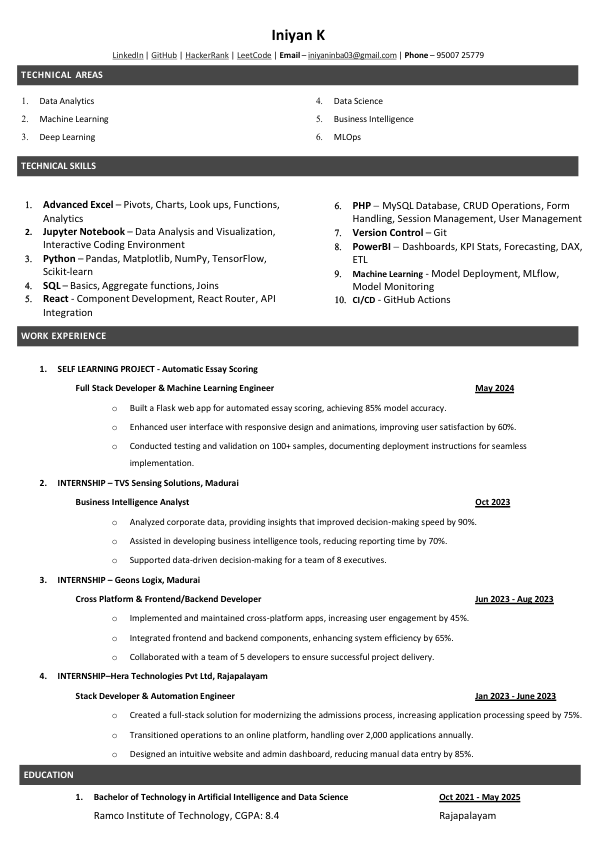 Iniyan K
LinkedIn | GitHub | HackerRank | LeetCode | Email – iniyaninba03@gmail.com | Phone – 95007 25779
TECHNICAL AREAS
1. Data Analytics
2. Machine Learning
3. Deep Learning
4. Data Science
5. Business Intelligence
6. MLOps
TECHNICAL SKILLS
1. Advanced Excel – Pivots, Charts, Look ups, Functions,
Analytics
2. Jupyter Notebook – Data Analysis and Visualization,
Interactive Coding Environment
3. Python – Pandas, Matplotlib, NumPy, TensorFlow,
Scikit-learn
4. SQL – Basics, Aggregate functions, Joins
5. React - Component Development, React Router, API
Integration
6. PHP – MySQL Database, CRUD Operations, Form
Handling, Session Management, User Management
7. Version Control – Git
8. PowerBI – Dashboards, KPI Stats, Forecasting, DAX,
ETL
9. Machine Learning - Model Deployment, MLflow,
Model Monitoring
10. CI/CD - GitHub Actions
WORK EXPERIENCE
1. SELF LEARNING PROJECT - Automatic Essay Scoring
Full Stack Developer & Machine Learning Engineer May 2024
o Built a Flask web app for automated essay scoring, achieving 85% model accuracy.
o Enhanced user interface with responsive design and animations, improving user satisfaction by 60%.
o Conducted testing and validation on 100+ samples, documenting deployment instructions for seamless
implementation.
2. INTERNSHIP – TVS Sensing Solutions, Madurai
Business Intelligence Analyst Oct 2023
o Analyzed corporate data, providing insights that improved decision-making speed by 90%.
o Assisted in developing business intelligence tools, reducing reporting time by 70%.
o Supported data-driven decision-making for a team of 8 executives.
3. INTERNSHIP – Geons Logix, Madurai
Cross Platform & Frontend/Backend Developer Jun 2023 - Aug 2023
o Implemented and maintained cross-platform apps, increasing user engagement by 45%.
o Integrated frontend and backend components, enhancing system efficiency by 65%.
o Collaborated with a team of 5 developers to ensure successful project delivery.
4. INTERNSHIP–Hera Technologies Pvt Ltd, Rajapalayam
Stack Developer & Automation Engineer Jan 2023 - June 2023
o Created a full-stack solution for modernizing the admissions process, increasing application processing speed by 75%.
o Transitioned operations to an online platform, handling over 2,000 applications annually.
o Designed an intuitive website and admin dashboard, reducing manual data entry by 85%.
EDUCATION
1. Bachelor of Technology in Artificial Intelligence and Data Science Oct 2021 - May 2025
Ramco Institute of Technology, CGPA: 8.4 Rajapalayam